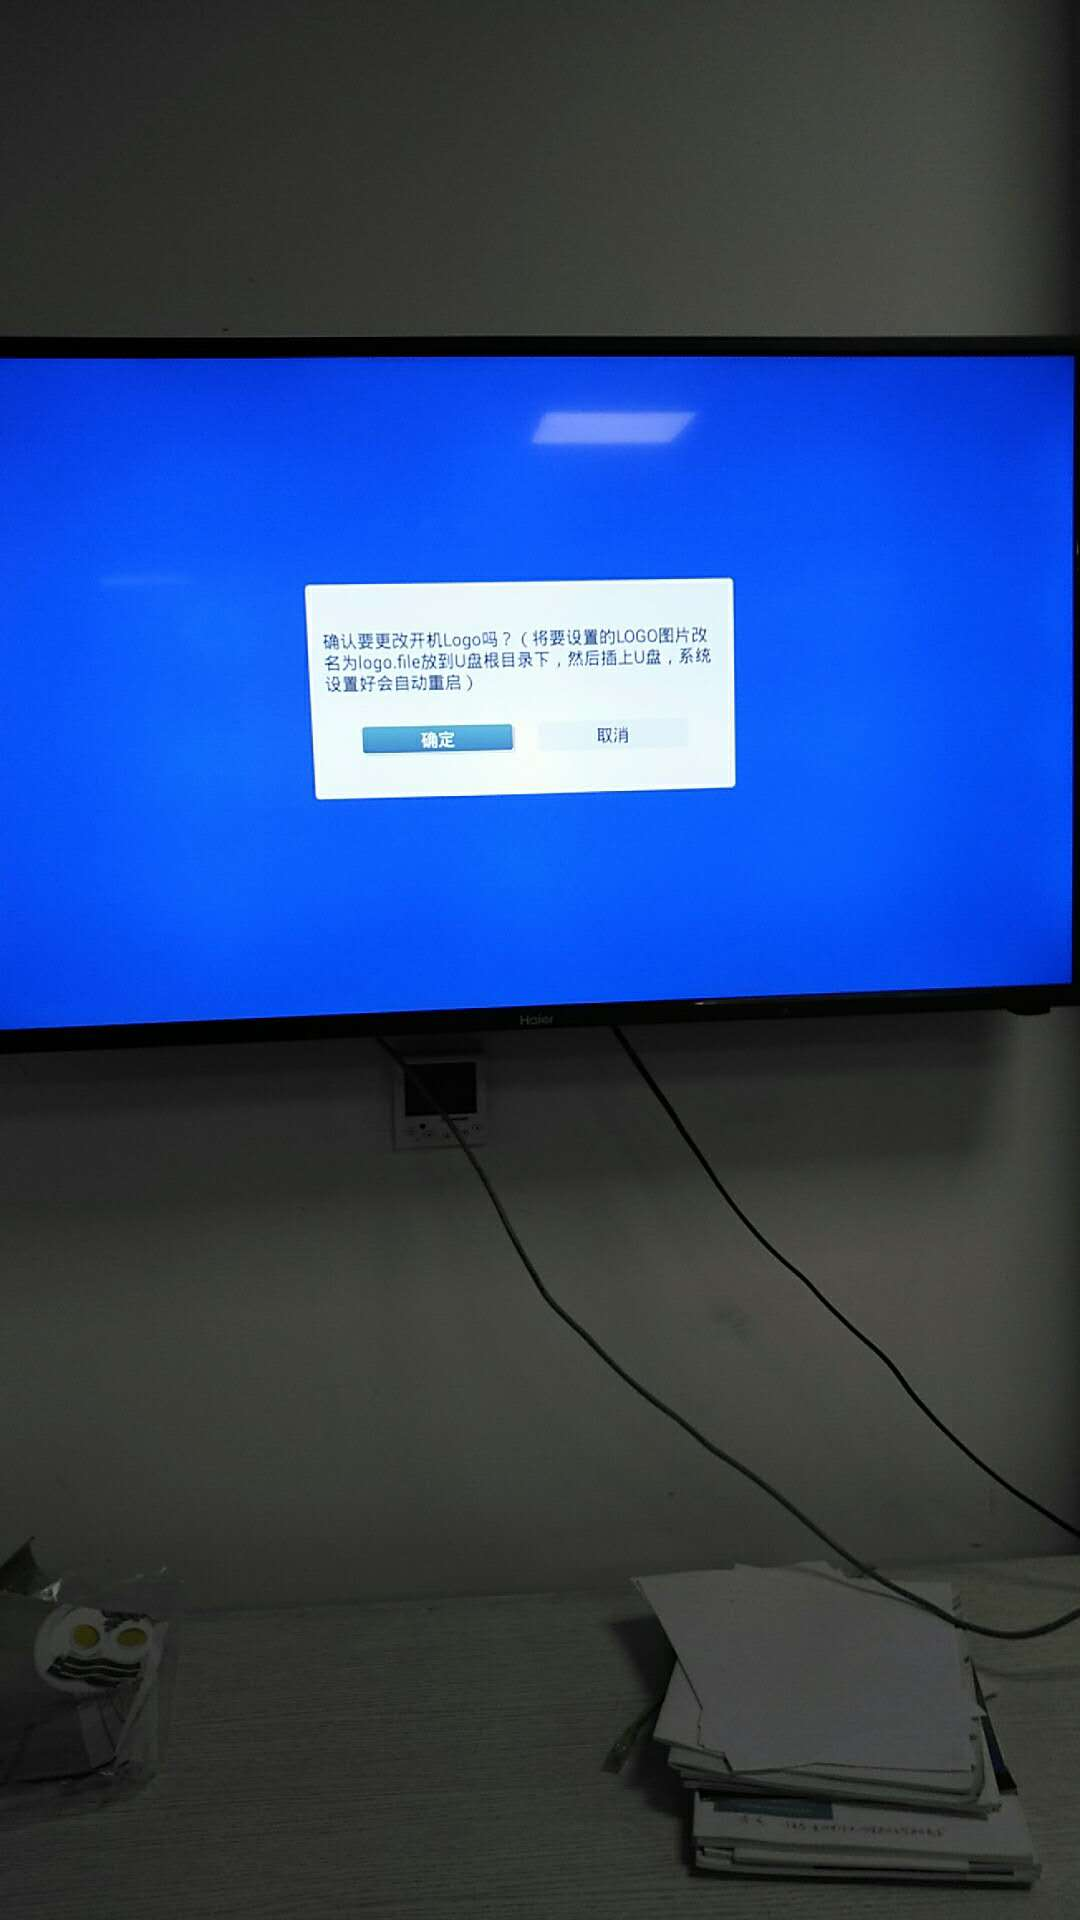 确认要更改开机Logo吗？（将要设置的LOGO图片改
名为logo.file放到U盘根目录下，然后插上U盘，系统
设置好会自动重启）
确定
取消
Haier